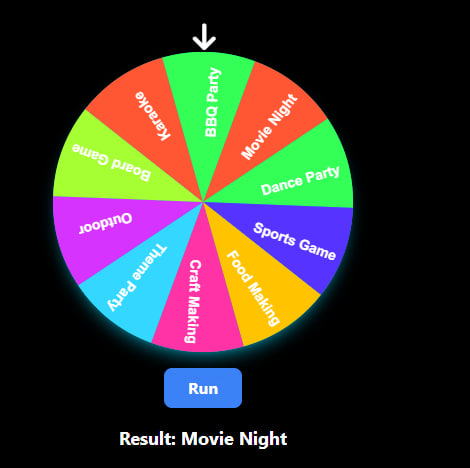 BBQ Party
Movie Night
Dance Party
Sports Game
Food Making
Craft Making
Theme Party
Outdoor
Board Game
Karaoke
Run
Result: Movie Night